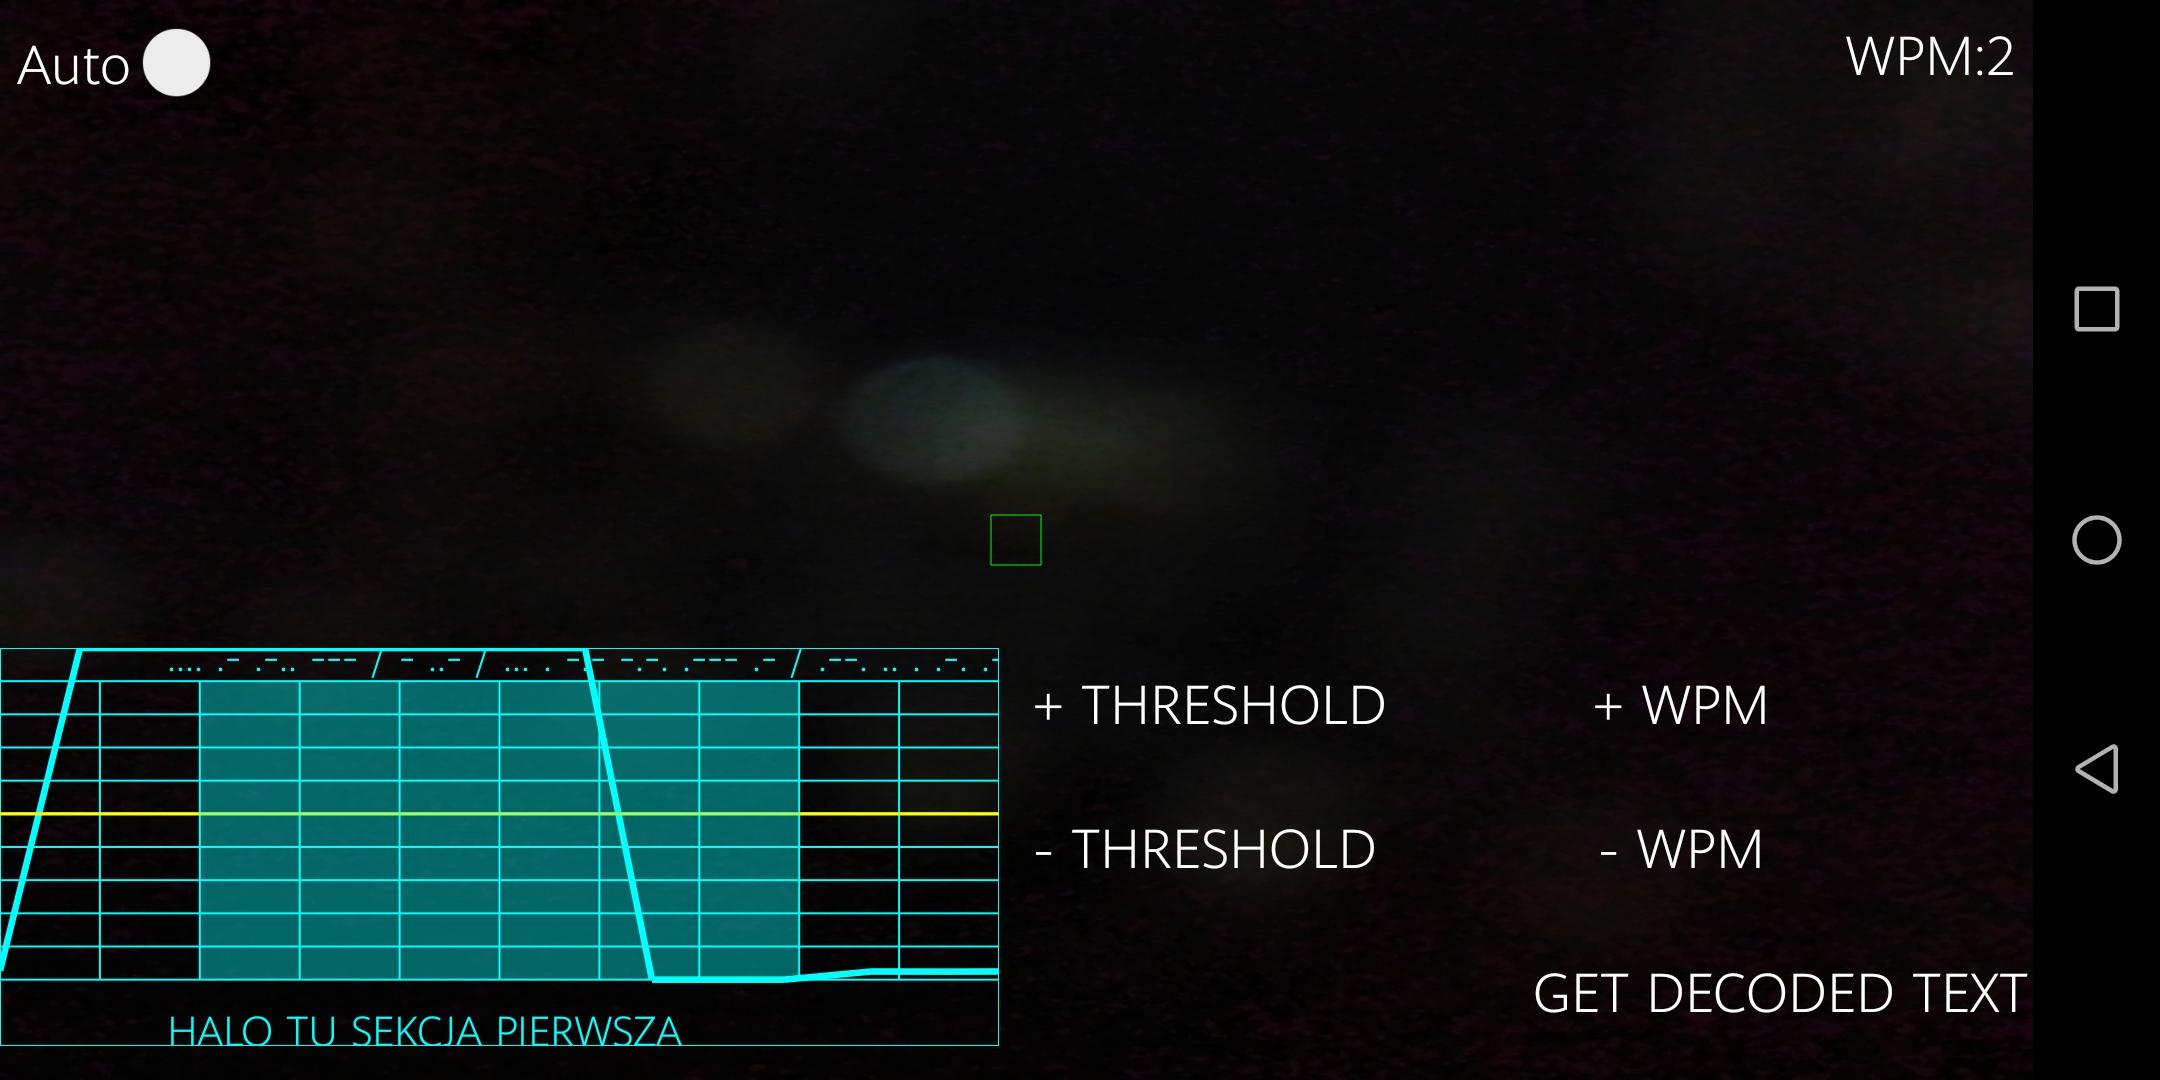 Auto
WPM:2
.... .- .-.. --- / - ..- / ... . -.- -.-. .--- .- / .--. .. . .-. .
+ THRESHOLD
+ WPM
- THRESHOLD
- WPM
GET DECODED TEXT
HALO TU SEKCJA PIERWSZA